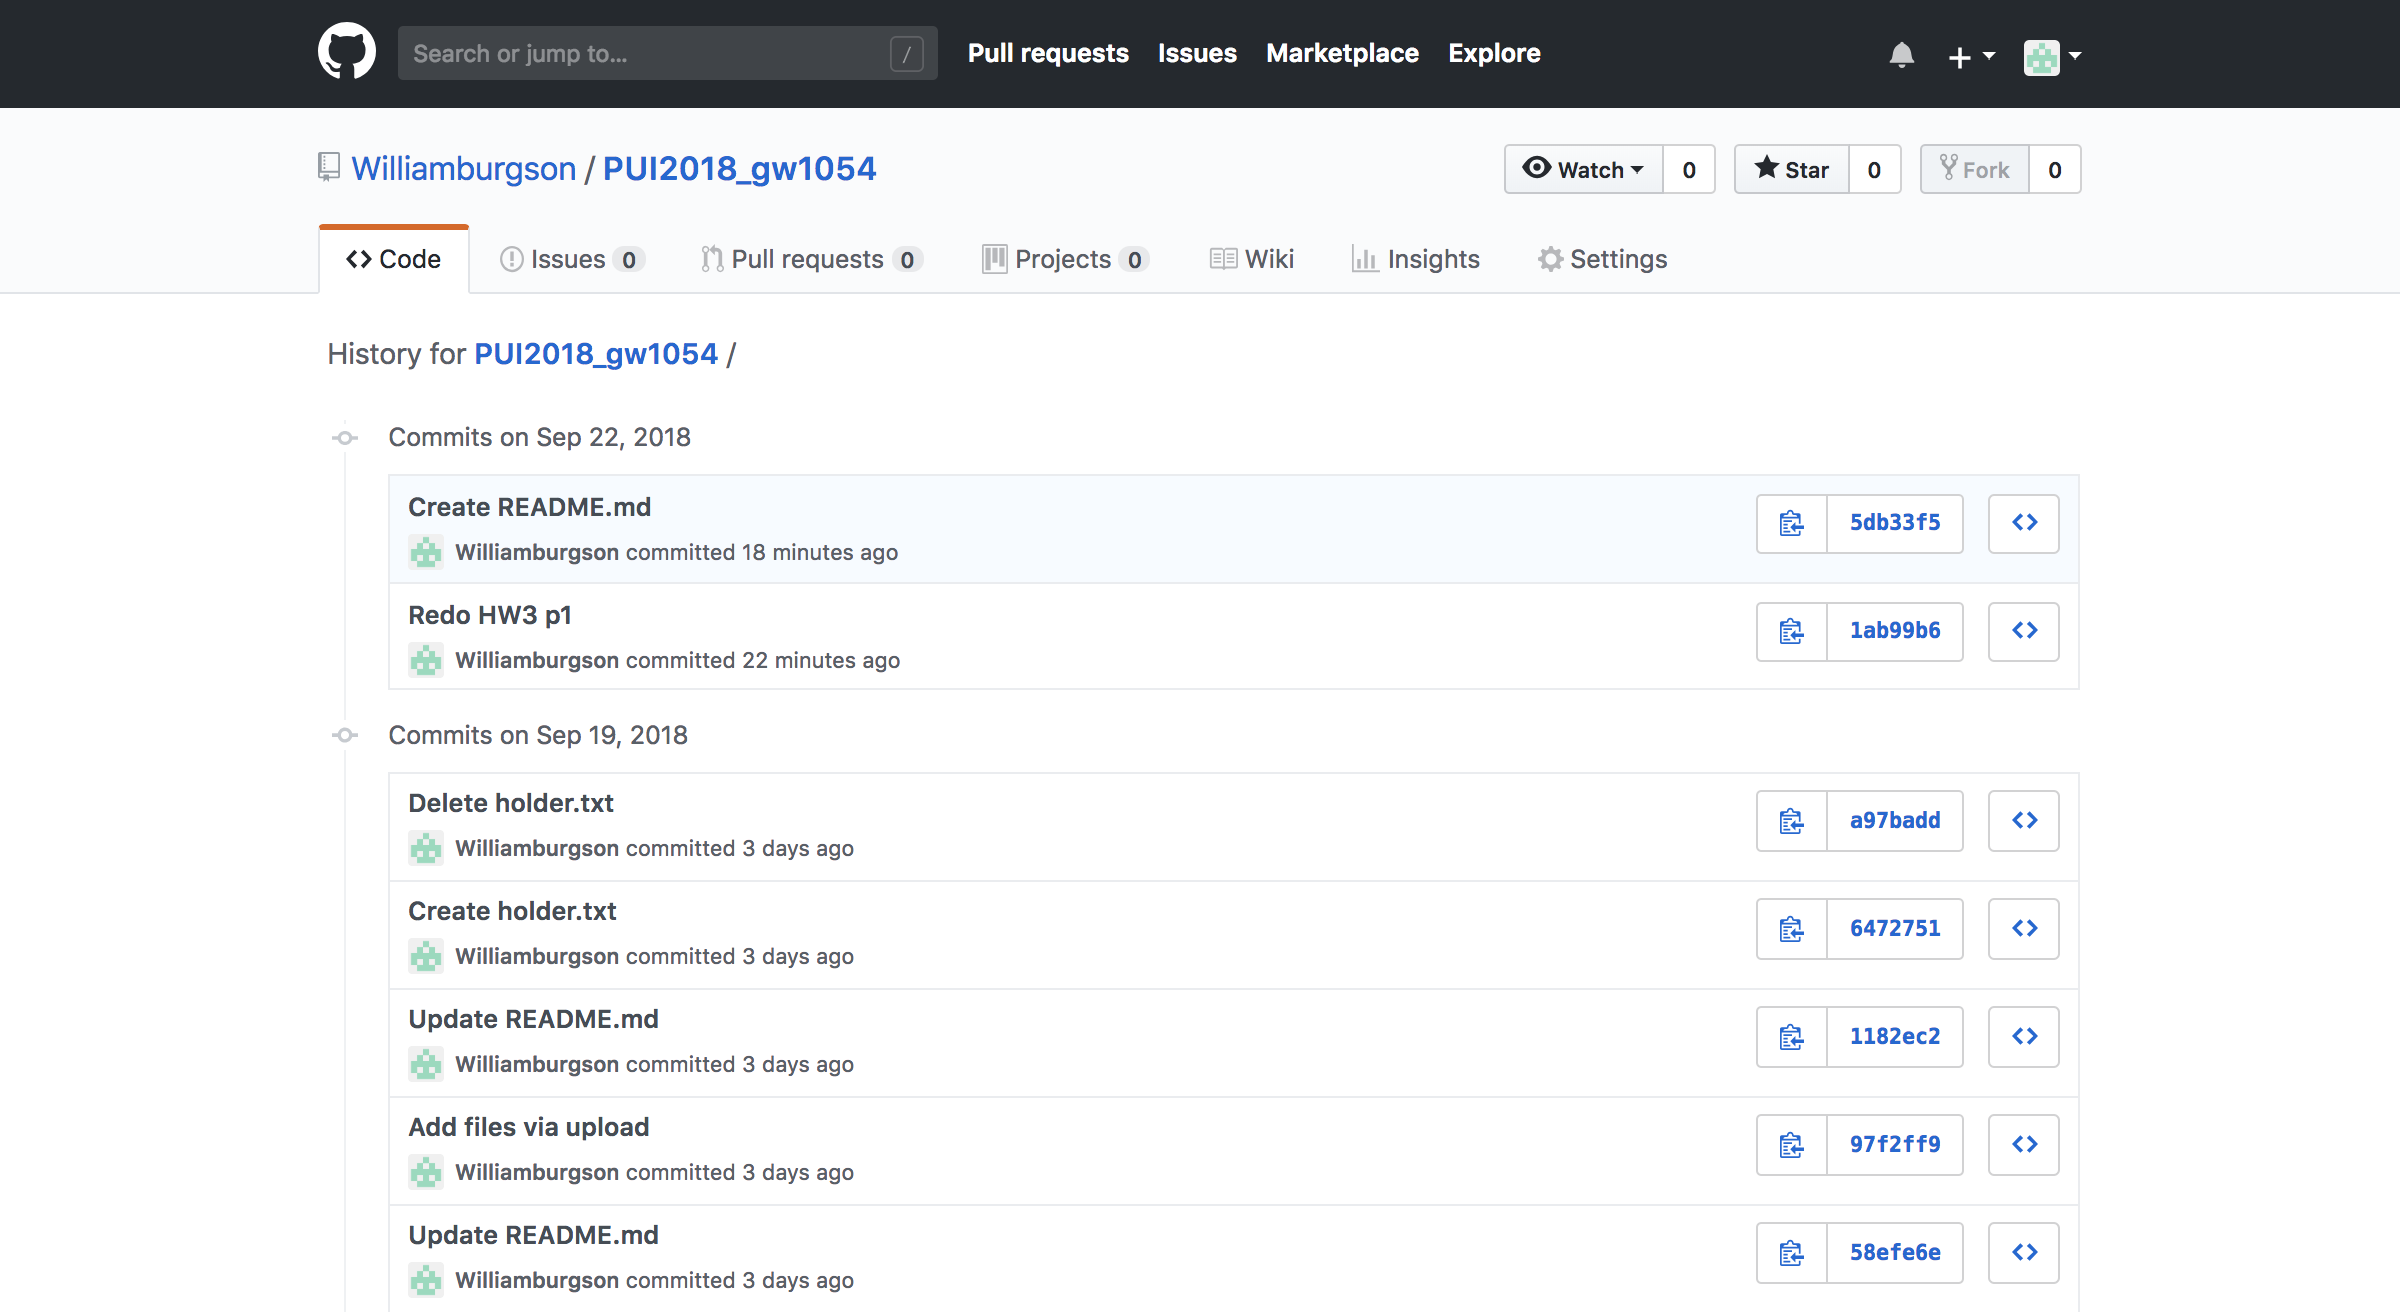 Search or jump to... / Pull requests Issues Marketplace Explore
Williamburgson / PUI2018_gw1054 Watch 0 Star 0 Fork 0
Code Issues 0 Pull requests 0 Projects 0 Wiki Insights Settings
History for PUI2018_gw1054 /
Commits on Sep 22, 2018
Create README.md
Williamburgson committed 18 minutes ago
5db33f5
Redo HW3 p1
Williamburgson committed 22 minutes ago
1ab99b6
Commits on Sep 19, 2018
Delete holder.txt
Williamburgson committed 3 days ago
a97badd
Create holder.txt
Williamburgson committed 3 days ago
6472751
Update README.md
Williamburgson committed 3 days ago
1182ec2
Add files via upload
Williamburgson committed 3 days ago
97f2ff9
Update README.md
Williamburgson committed 3 days ago
58efe6e